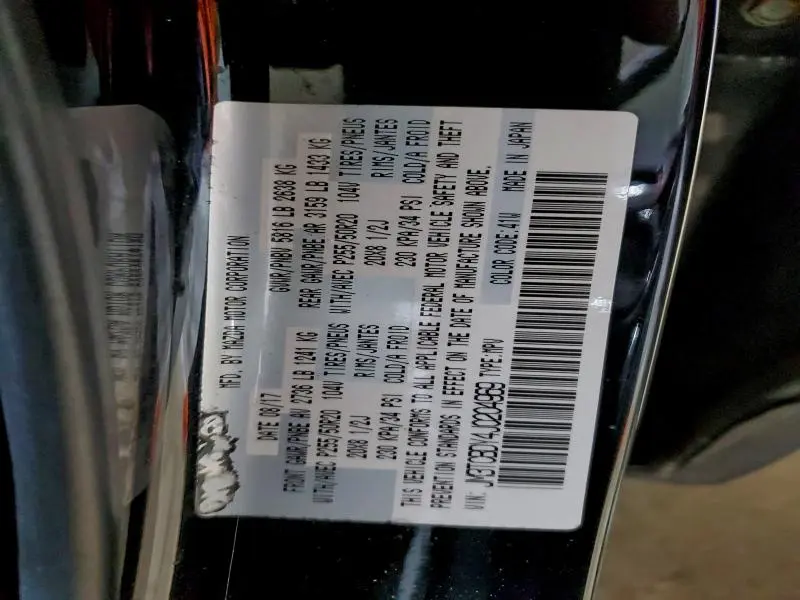 MFD. BY MAZDA MOTOR CORPORATION
DATE 08/17 GVWR/PNBV 5816 LB 2638 KG
FRONT GAWR/PNBE AV 2736 LB 1241 KG REAR GAWR/PNBE AR 3159 LB 1433 KG
WITH/AVEC P255/50R20 104V TIRES/PNEUS WITH/AVEC P255/50R20 104V TIRES/PNEUS
20X8 1/2J RIMS/JANTES 20X8 1/2J RIMS/JANTES
230 KPA/34 PSI COLD/A FROID 230 KPA/34 PSI COLD/A FROID
THIS VEHICLE CONFORMS TO ALL APPLICABLE FEDERAL MOTOR VEHICLE SAFETY AND THEFT
PREVENTION STANDARDS IN EFFECT ON THE DATE OF MANUFACTURE SHOWN ABOVE.
VIN: TYPE:MPV COLOR CODE:41W MADE IN JAPAN